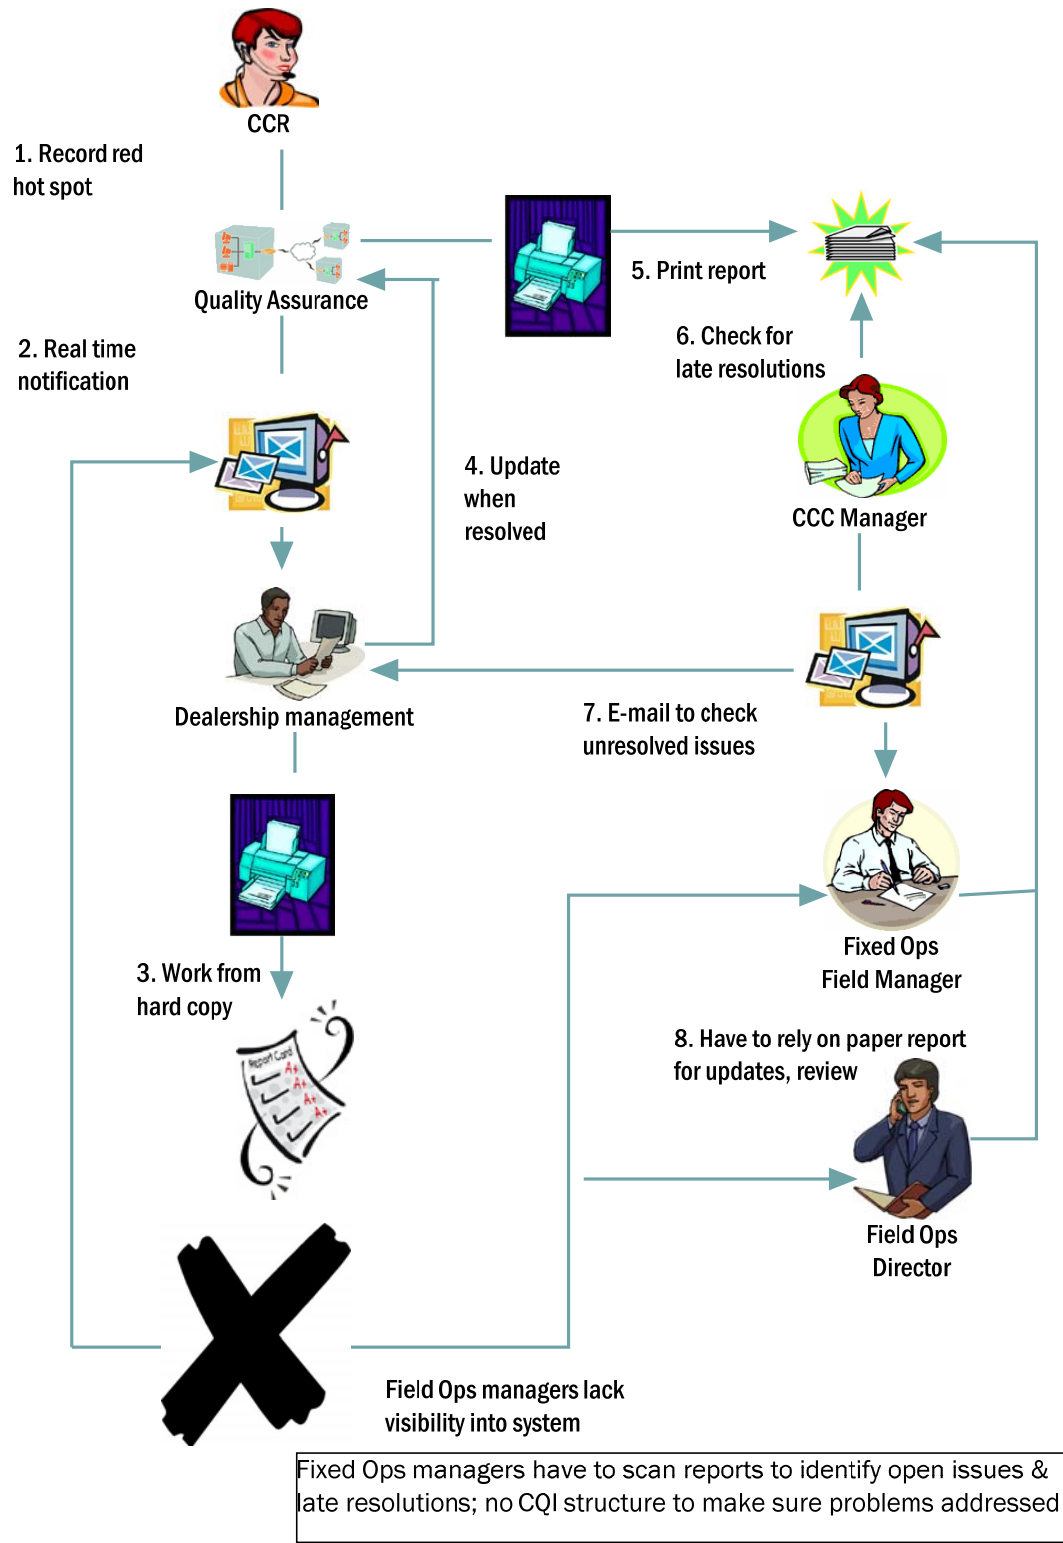 CCR
1. Record red
hot spot
Quality Assurance
5. Print report
2. Real time
notification
6. Check for
late resolutions
4. Update
when
resolved
CCC Manager
Dealership management
7. E-mail to check
unresolved issues
3. Work from
hard copy
Fixed Ops
Field Manager
Report Card
A+
A+
A+
A+
8. Have to rely on paper report
for updates, review
Field Ops
Director
Field Ops managers lack
visibility into system
Fixed Ops managers have to scan reports to identify open issues &
late resolutions; no CQI structure to make sure problems addressed